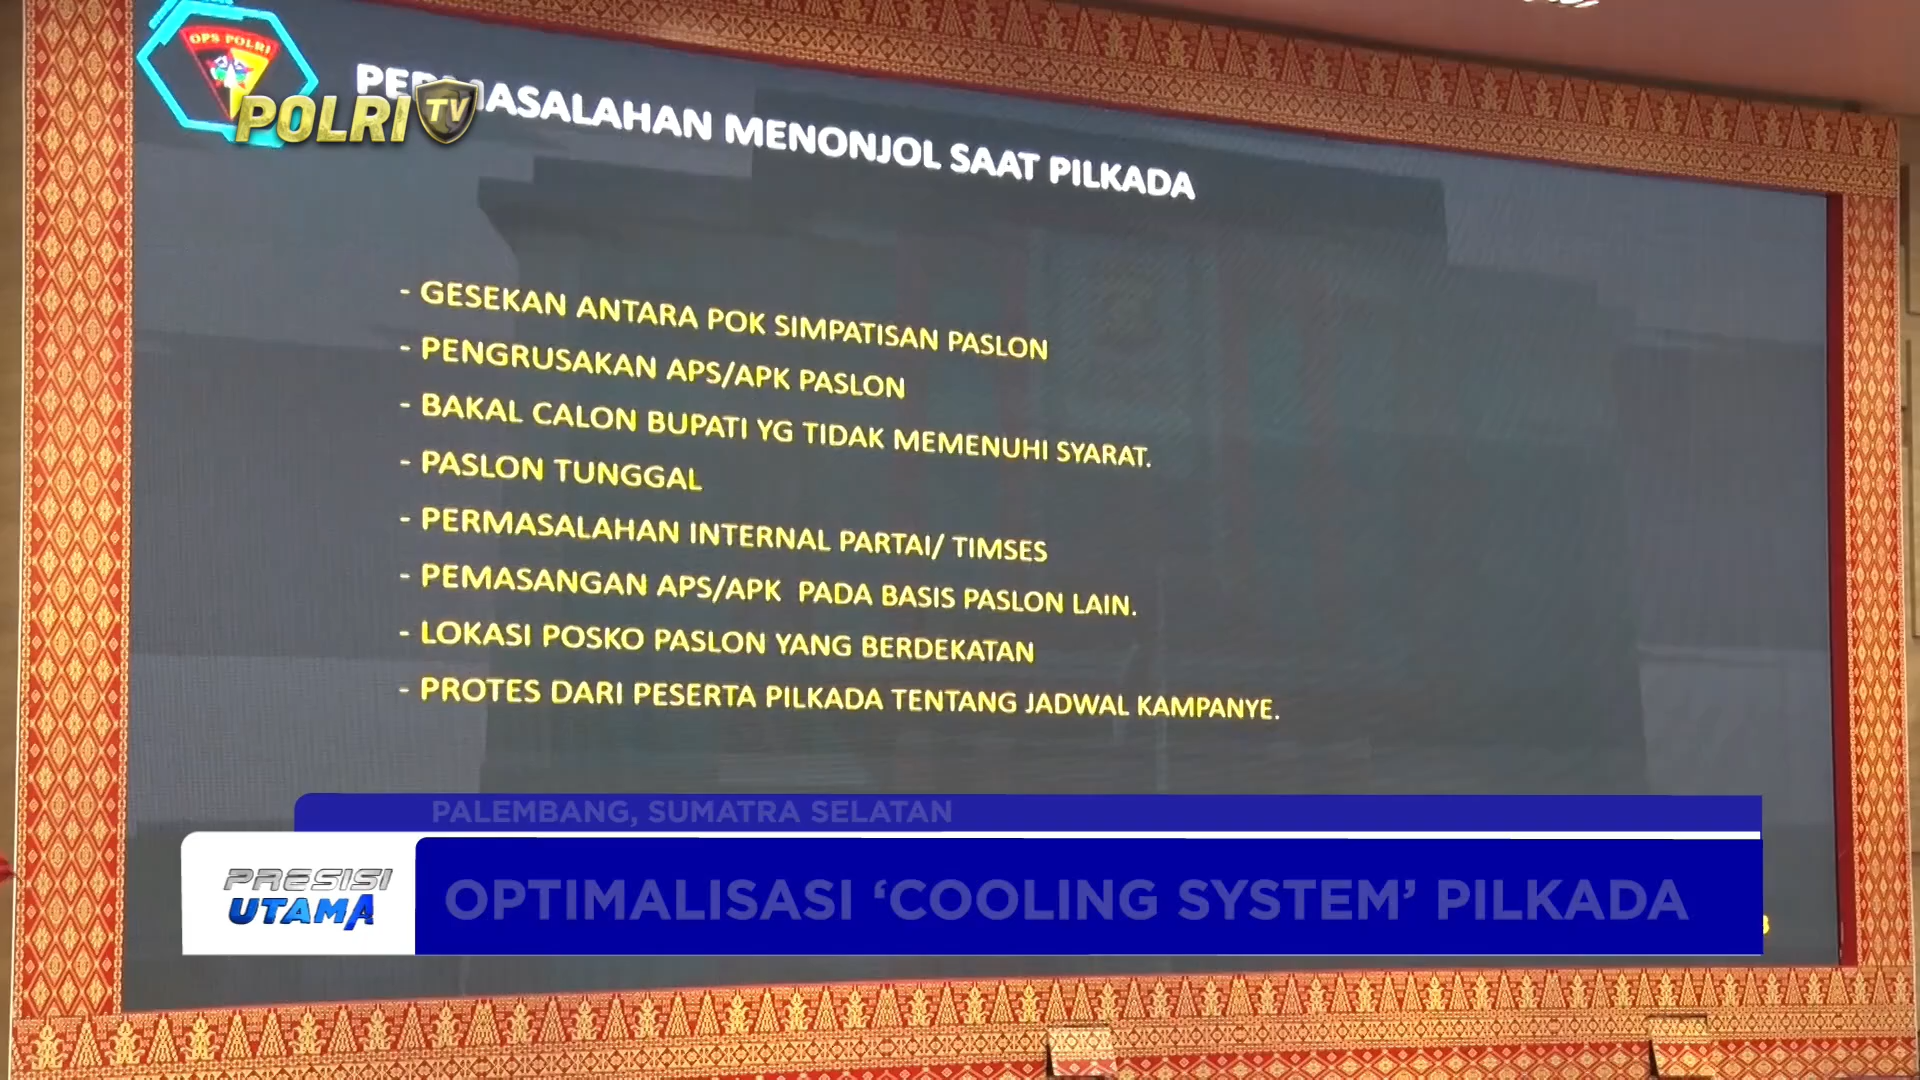 OPS POLRI
POLRI TV
PERMASALAHAN MENONJOL SAAT PILKADA
- GESEKAN ANTARA POK SIMPATISAN PASLON
- PENGRUSAKAN APS/APK PASLON
- BAKAL CALON BUPATI YG TIDAK MEMENUHI SYARAT.
- PASLON TUNGGAL
- PERMASALAHAN INTERNAL PARTAI/ TIMSES
- PEMASANGAN APS/APK PADA BASIS PASLON LAIN.
- LOKASI POSKO PASLON YANG BERDEKATAN
- PROTES DARI PESERTA PILKADA TENTANG JADWAL KAMPANYE.
PALEMBANG, SUMATRA SELATAN
PRESISI
UTAMA
OPTIMALISASI ‘COOLING SYSTEM’ PILKADA